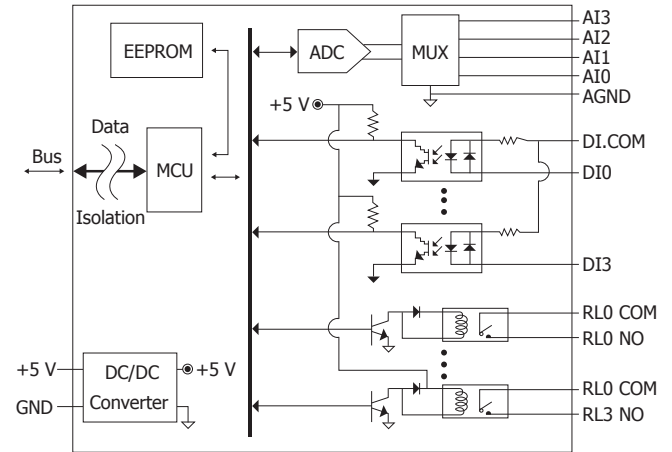 EEPROM
ADC
MUX
AI3
AI2
AI1
AI0
AGND
+5 V
Data
Bus
MCU
Isolation
DI.COM
DI0
DI3
RL0 COM
RL0 NO
+5 V
DC/DC
Converter
+5 V
GND
RL0 COM
RL3 NO